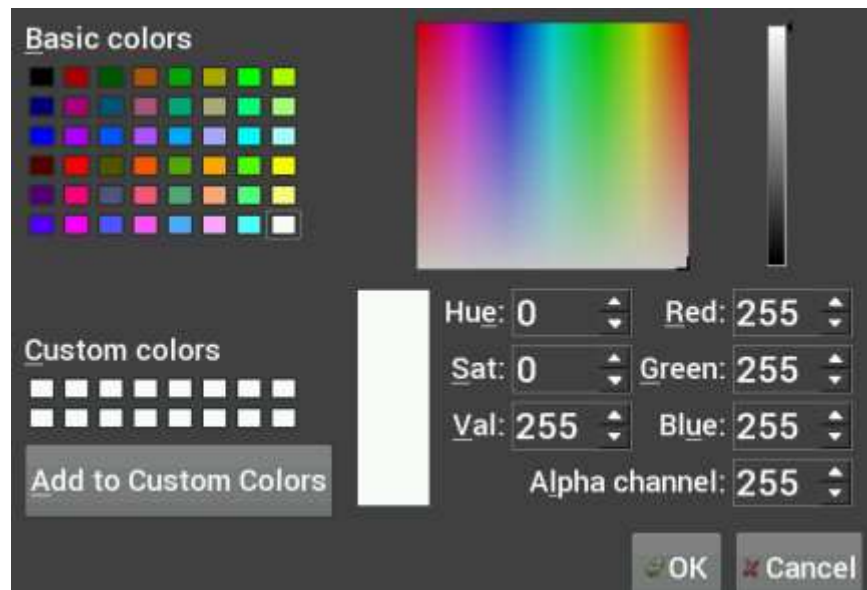 Basic colors
Hue: 0 Red: 255
Custom colors
Sat: 0 Green: 255
Val: 255 Blue: 255
Add to Custom Colors
Alpha channel: 255
OK Cancel